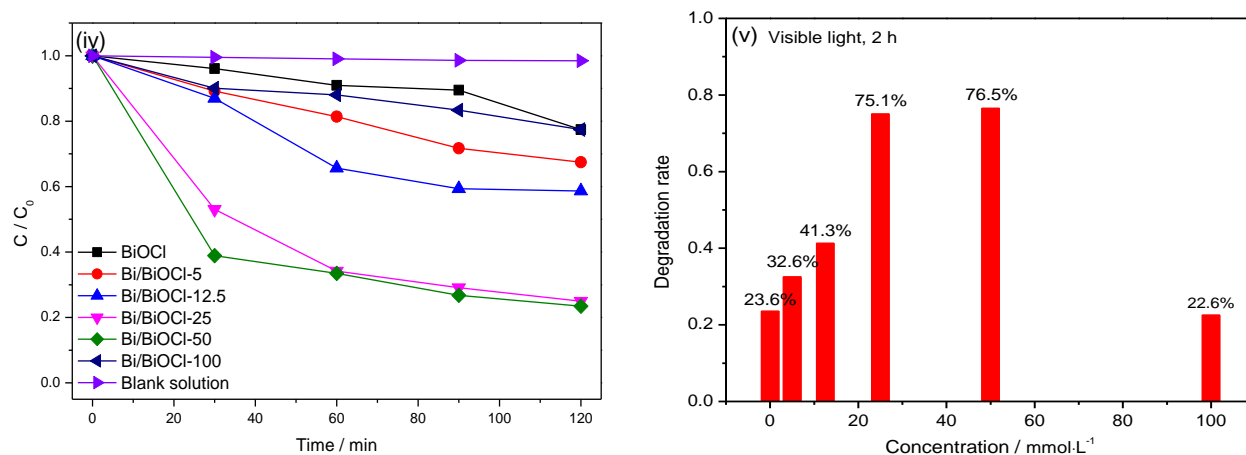 (iv)
1.0
0.8
0.6
0.4
0.2
0.0
C / C0
BiOCl
Bi/BiOCl-5
Bi/BiOCl-12.5
Bi/BiOCl-25
Bi/BiOCl-50
Bi/BiOCl-100
Blank solution
0 20 40 60 80 100 120
Time / min
(v) Visible light, 2 h
1.0
0.8
0.6
0.4
0.2
0.0
Degradation rate
23.6%
32.6%
41.3%
75.1%
76.5%
22.6%
0 20 40 60 80 100
Concentration / mmol·L⁻¹